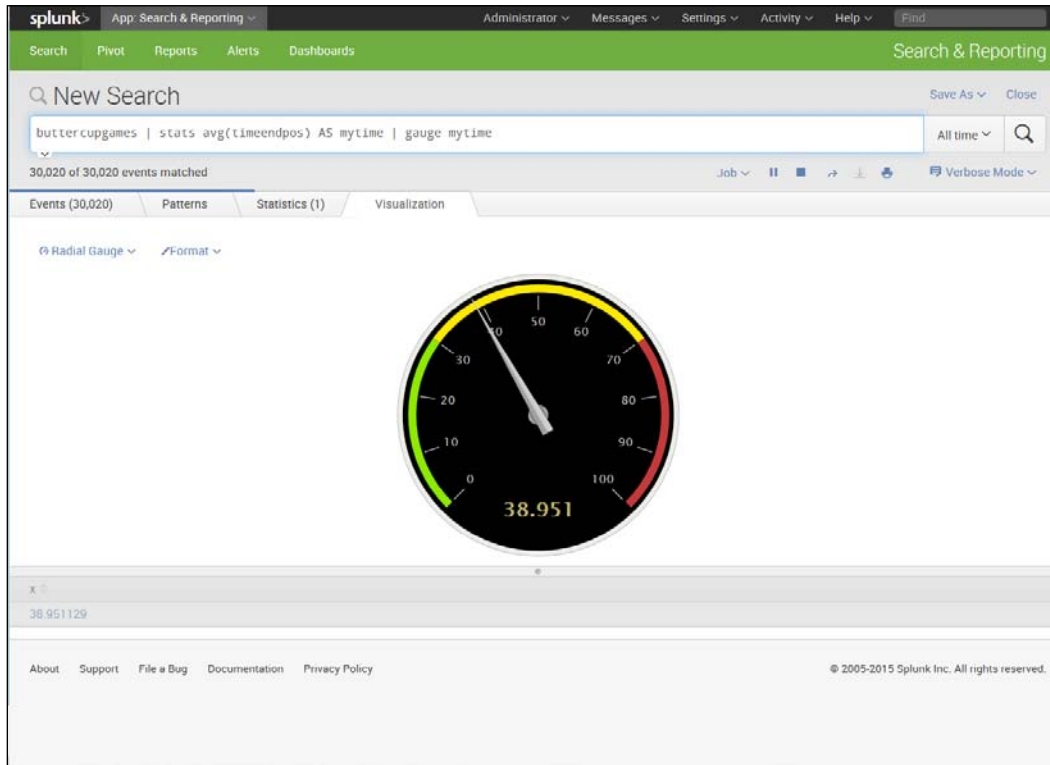 splunk> App: Search & Reporting Administrator Messages Settings Activity Help Find
Search Pivot Reports Alerts Dashboards Search & Reporting
New Search Save As Close
buttercupgames | stats avg(timeendpos) AS mytime | gauge mytime All time
30,020 of 30,020 events matched Job Verbose Mode
Events (30,020) Patterns Statistics (1) Visualization
Radial Gauge Format
50
40 60
30 70
20 80
10 90
0 100
38.951
x
38.951129
About Support File a Bug Documentation Privacy Policy © 2005-2015 Splunk Inc. All rights reserved.